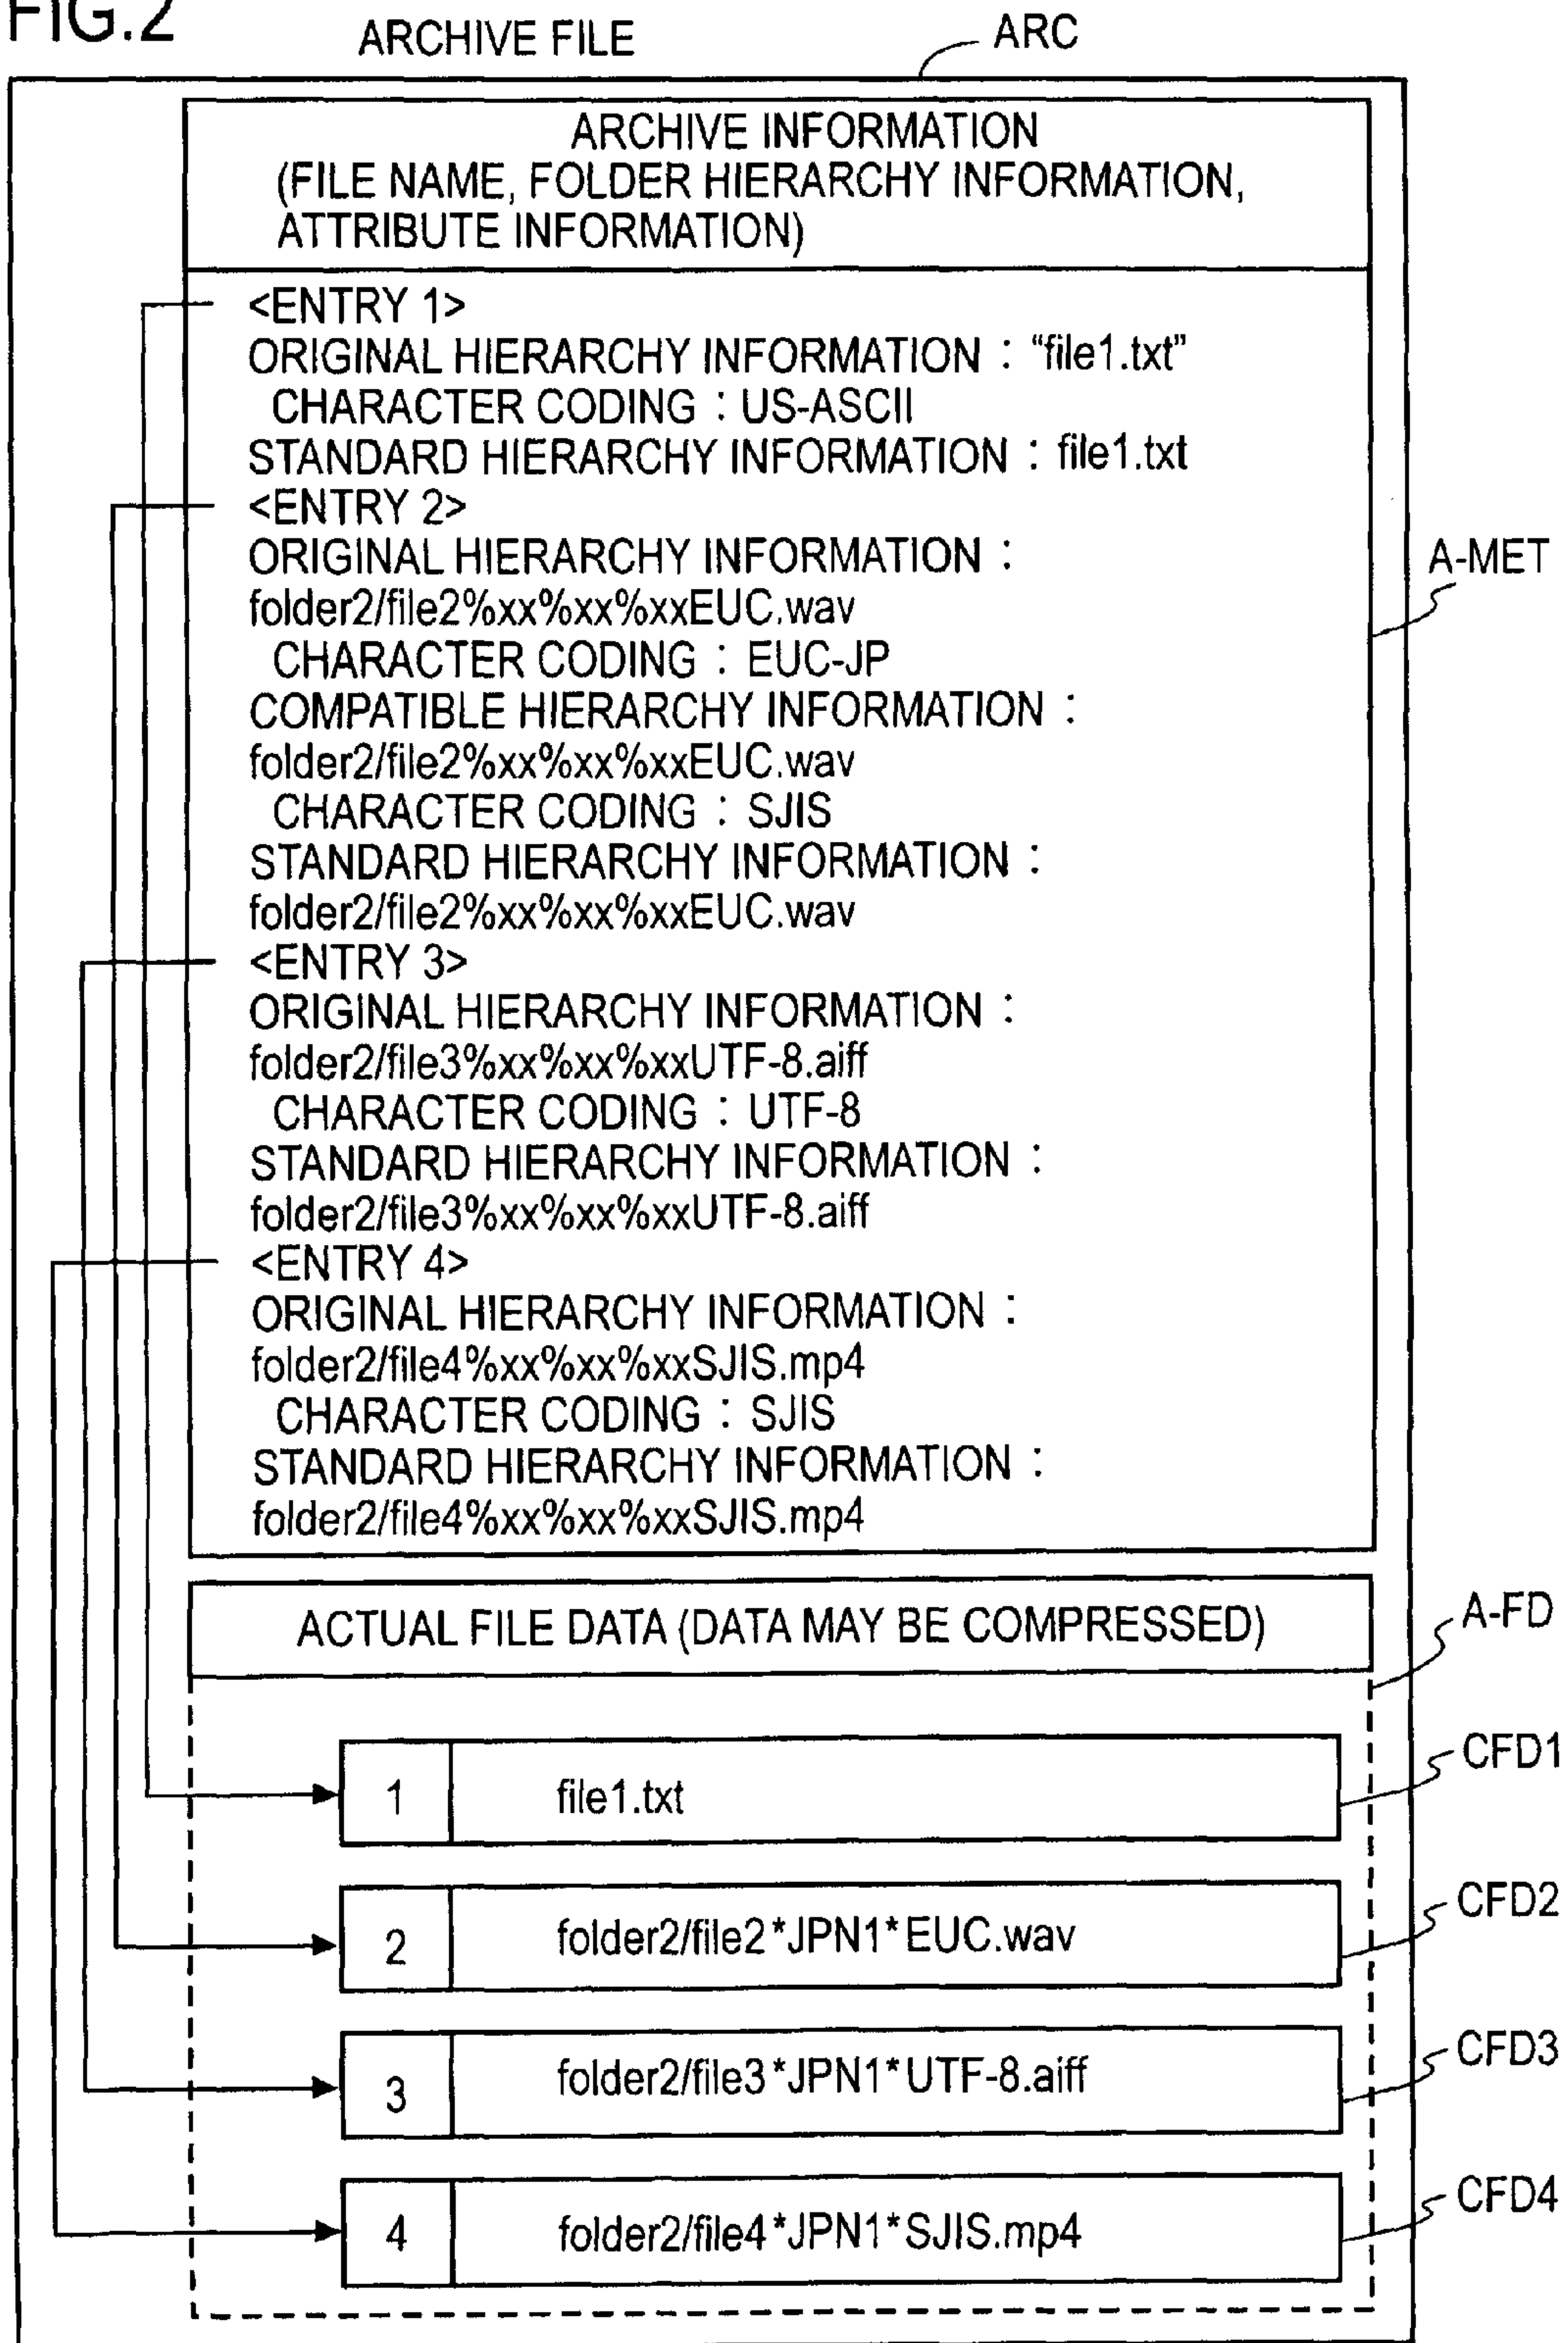 FIG.2
ARCHIVE FILE
ARC
ARCHIVE INFORMATION
(FILE NAME, FOLDER HIERARCHY INFORMATION,
ATTRIBUTE INFORMATION)
<ENTRY 1>
ORIGINAL HIERARCHY INFORMATION : “file1.txt”
CHARACTER CODING : US-ASCII
STANDARD HIERARCHY INFORMATION : file1.txt
<ENTRY 2>
ORIGINAL HIERARCHY INFORMATION :
folder2/file2%xx%xx%xxEUC.wav
CHARACTER CODING : EUC-JP
COMPATIBLE HIERARCHY INFORMATION :
folder2/file2%xx%xx%xxEUC.wav
CHARACTER CODING : SJIS
STANDARD HIERARCHY INFORMATION :
folder2/file2%xx%xx%xxEUC.wav
<ENTRY 3>
ORIGINAL HIERARCHY INFORMATION :
folder2/file3%xx%xx%xxUTF-8.aiff
CHARACTER CODING : UTF-8
STANDARD HIERARCHY INFORMATION :
folder2/file3%xx%xx%xxUTF-8.aiff
<ENTRY 4>
ORIGINAL HIERARCHY INFORMATION :
folder2/file4%xx%xx%xxSJIS.mp4
CHARACTER CODING : SJIS
STANDARD HIERARCHY INFORMATION :
folder2/file4%xx%xx%xxSJIS.mp4
A-MET
ACTUAL FILE DATA (DATA MAY BE COMPRESSED)
A-FD
1 file1.txt
CFD1
2 folder2/file2*JPN1*EUC.wav
CFD2
3 folder2/file3*JPN1*UTF-8.aiff
CFD3
4 folder2/file4*JPN1*SJIS.mp4
CFD4